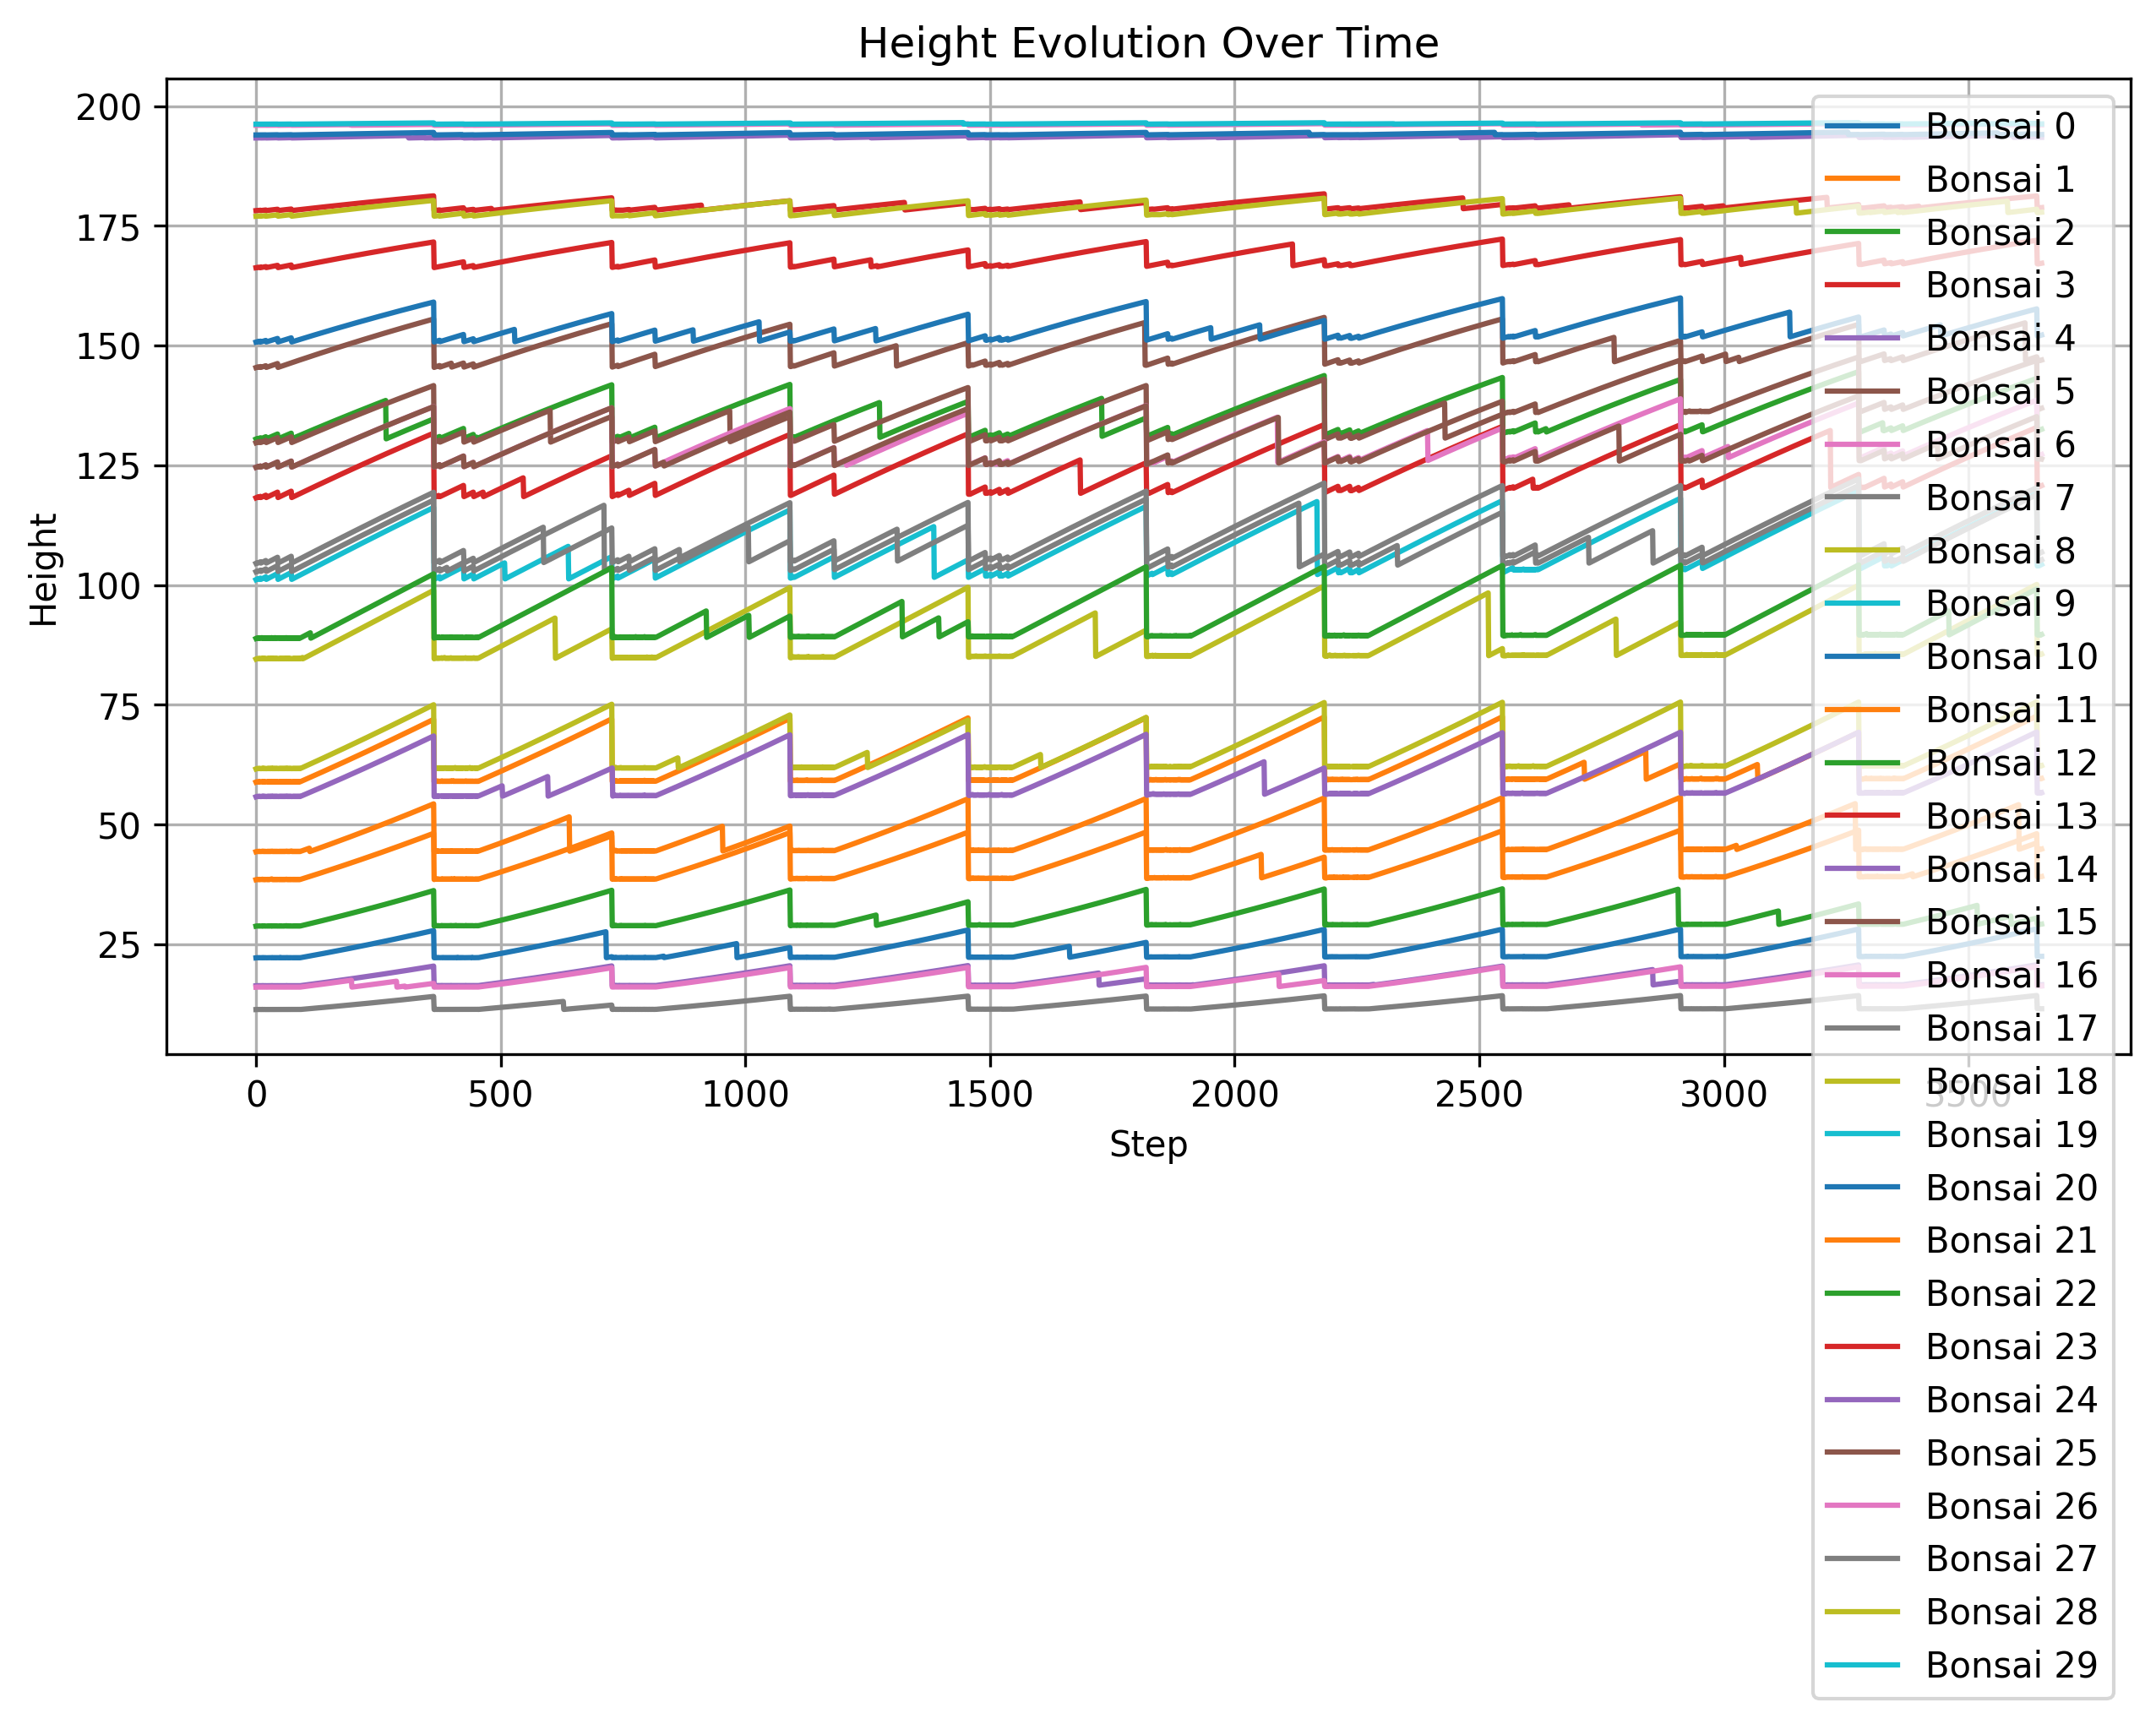 Height Evolution Over Time
Height
200
175
150
125
100
75
50
25
0
500
1000
1500
2000
2500
3000
3500
Step
Bonsai 0
Bonsai 1
Bonsai 2
Bonsai 3
Bonsai 4
Bonsai 5
Bonsai 6
Bonsai 7
Bonsai 8
Bonsai 9
Bonsai 10
Bonsai 11
Bonsai 12
Bonsai 13
Bonsai 14
Bonsai 15
Bonsai 16
Bonsai 17
Bonsai 18
Bonsai 19
Bonsai 20
Bonsai 21
Bonsai 22
Bonsai 23
Bonsai 24
Bonsai 25
Bonsai 26
Bonsai 27
Bonsai 28
Bonsai 29